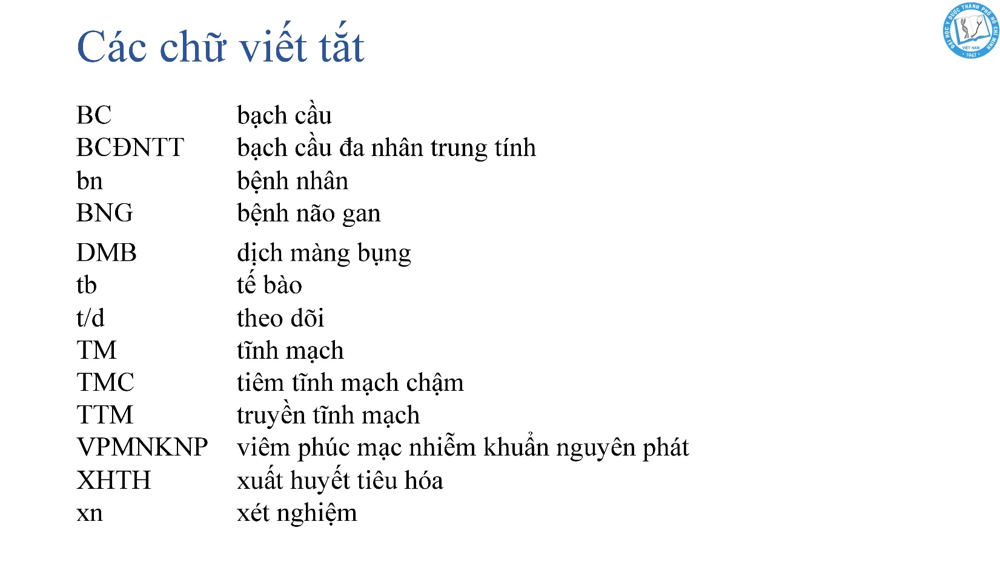 Các chữ viết tắt
ĐẠI HỌC Y DƯỢC THÀNH PHỐ HỒ CHÍ MINH
VIỆT NAM
• 1947 •
BC bạch cầu
BCĐNTT bạch cầu đa nhân trung tính
bn bệnh nhân
BNG bệnh não gan
DMB dịch màng bụng
tb tế bào
t/d theo dõi
TM tĩnh mạch
TMC tiêm tĩnh mạch chậm
TTM truyền tĩnh mạch
VPMNKNP viêm phúc mạc nhiễm khuẩn nguyên phát
XHTH xuất huyết tiêu hóa
xn xét nghiệm